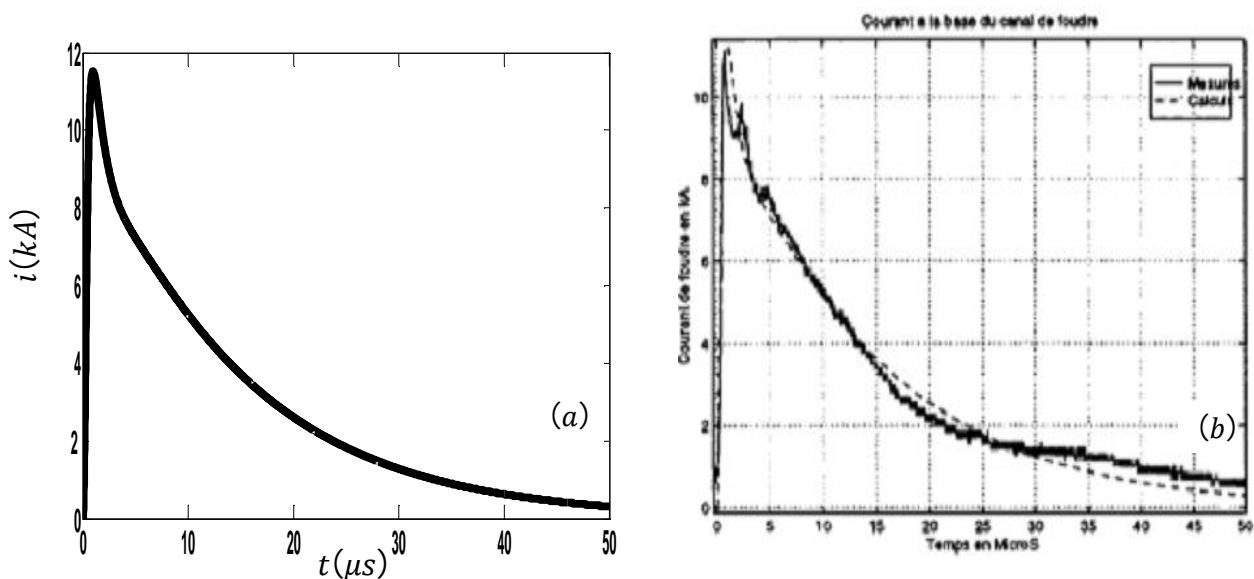 12
10
8
6
4
2
0
i(kA)
0 10 20 30 40 50
t(μs)
(a)
Courant a la base du canal de foudre
Mesures
Calculs
10
8
6
4
2
0
Courant de foudre en kA
0 5 10 15 20 25 30 35 40 45 50
Temps en MicroS
(b)